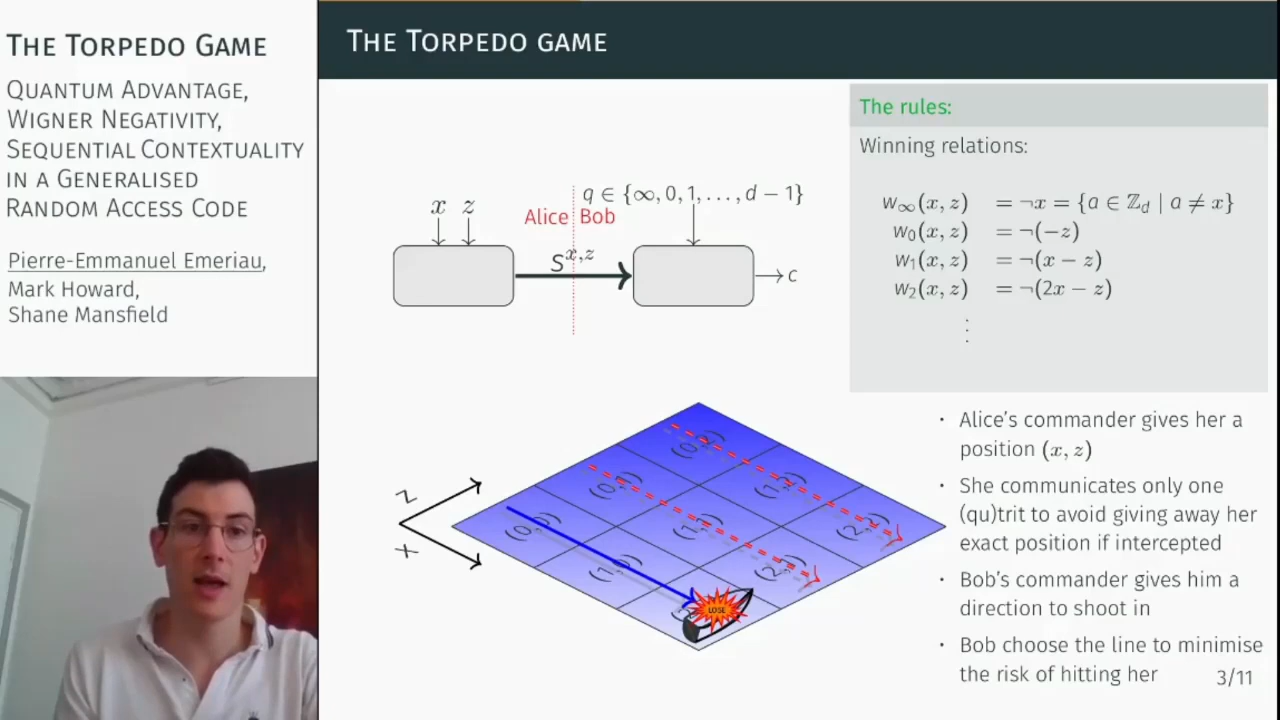 THE TORPEDO GAME
QUANTUM ADVANTAGE,
WIGNER NEGATIVITY,
SEQUENTIAL CONTEXTUALITY
IN A GENERALISED
RANDOM ACCESS CODE
Pierre-Emmanuel Emeriau,
Mark Howard,
Shane Mansfield
THE TORPEDO GAME
x z
Alice Bob
q ∈ {∞, 0, 1, . . . , d − 1}
S^{x,z}
c
The rules:
Winning relations:
w_∞(x, z) = ¬x = {a ∈ ℤ_d | a ≠ x}
w_0(x, z) = ¬(−z)
w_1(x, z) = ¬(x − z)
w_2(x, z) = ¬(2x − z)
⋮
Z
X
LOSE
· Alice's commander gives her a
position (x, z)
· She communicates only one
(qu)trit to avoid giving away her
exact position if intercepted
· Bob's commander gives him a
direction to shoot in
· Bob choose the line to minimise
the risk of hitting her
3/11